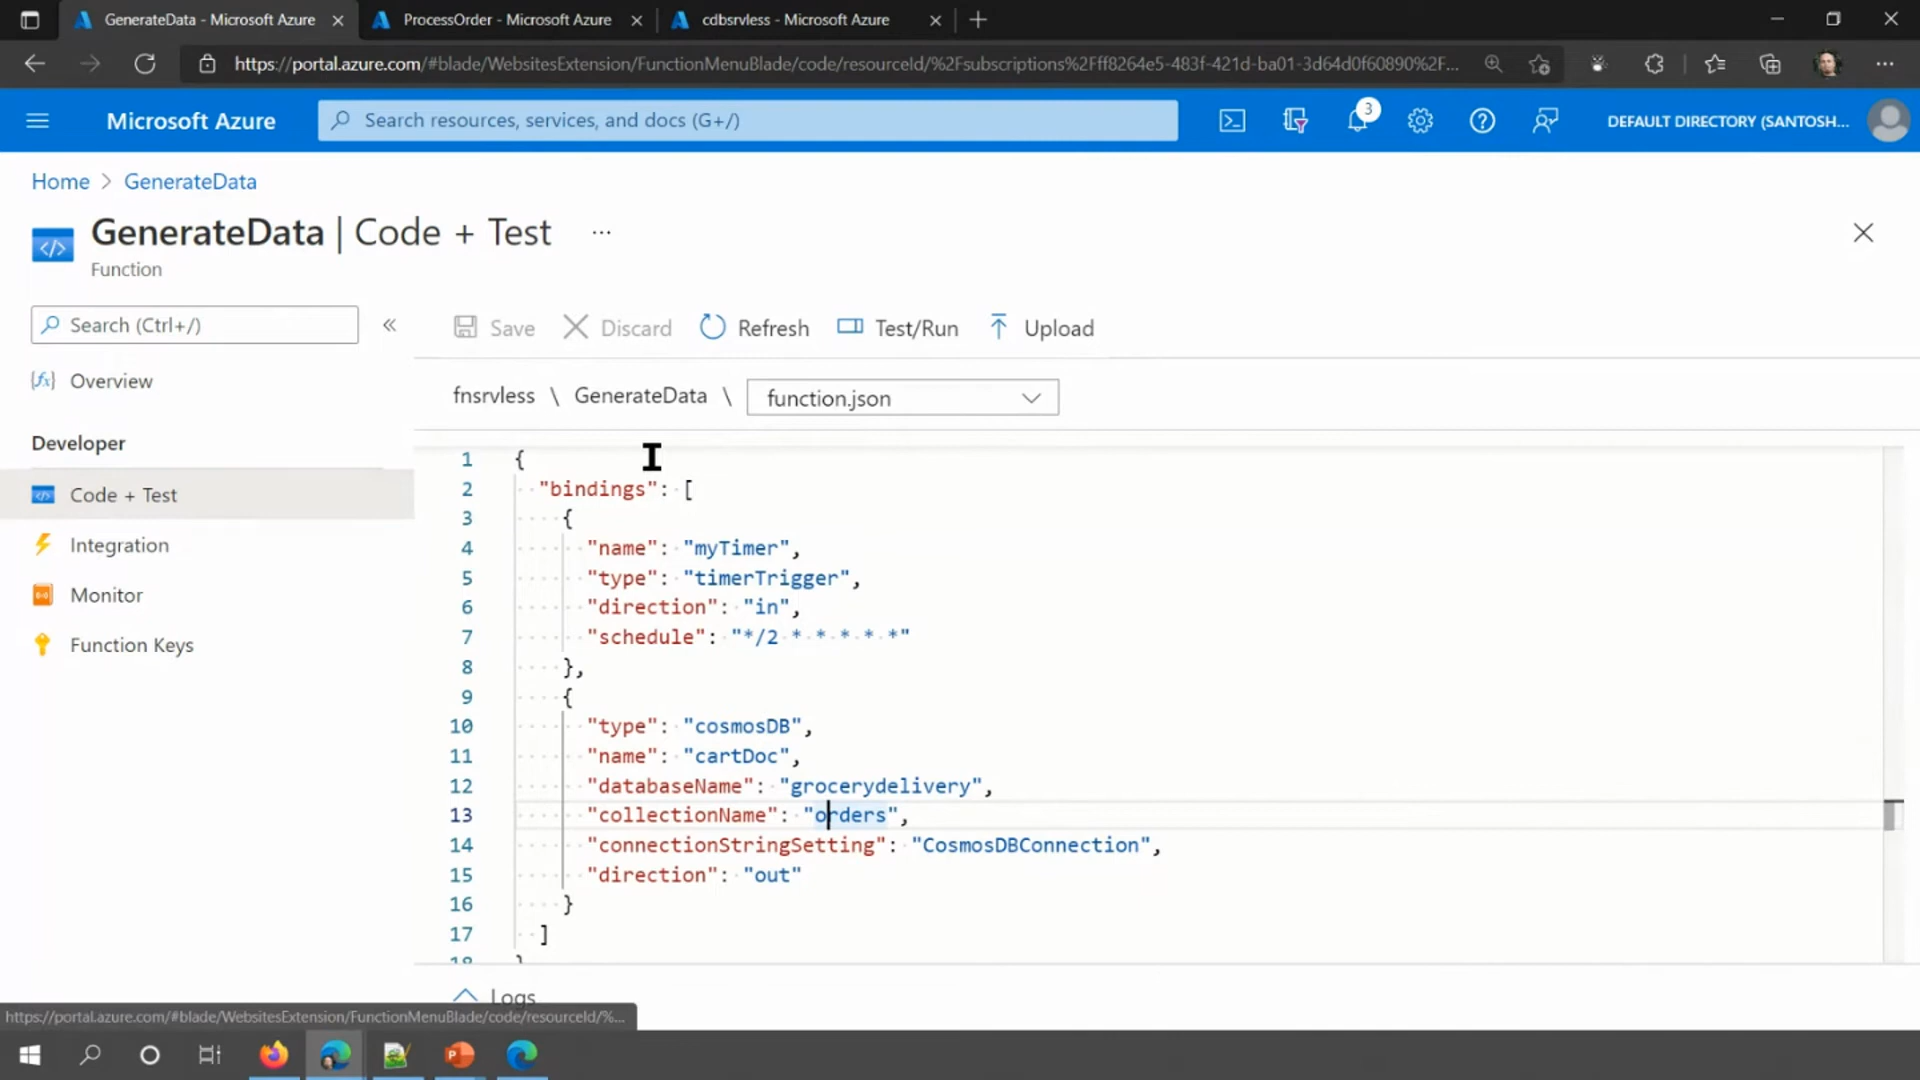 GenerateData - Microsoft Azure
ProcessOrder - Microsoft Azure
cdbsrvless - Microsoft Azure
https://portal.azure.com/#blade/WebsitesExtension/FunctionMenuBlade/code/resourceId/%2Fsubscriptions%2Fff8264e5-483f-421d-ba01-3d64d0f60890%2F...
Microsoft Azure
Search resources, services, and docs (G+/)
3
DEFAULT DIRECTORY (SANTOSH...
Home > GenerateData
GenerateData | Code + Test ...
Function
Search (Ctrl+/)
«
Save
Discard
Refresh
Test/Run
Upload
Overview
Developer
Code + Test
Integration
Monitor
Function Keys
fnsrvless \ GenerateData \ function.json
1 {
2 "bindings": [
3 {
4 "name": "myTimer",
5 "type": "timerTrigger",
6 "direction": "in",
7 "schedule": "*/2 * * * * *"
8 },
9 {
10 "type": "cosmosDB",
11 "name": "cartDoc",
12 "databaseName": "grocerydelivery",
13 "collectionName": "orders",
14 "connectionStringSetting": "CosmosDBConnection",
15 "direction": "out"
16 }
17 ]
18 }
Logs
https://portal.azure.com/#blade/WebsitesExtension/FunctionMenuBlade/code/resourceId/%...